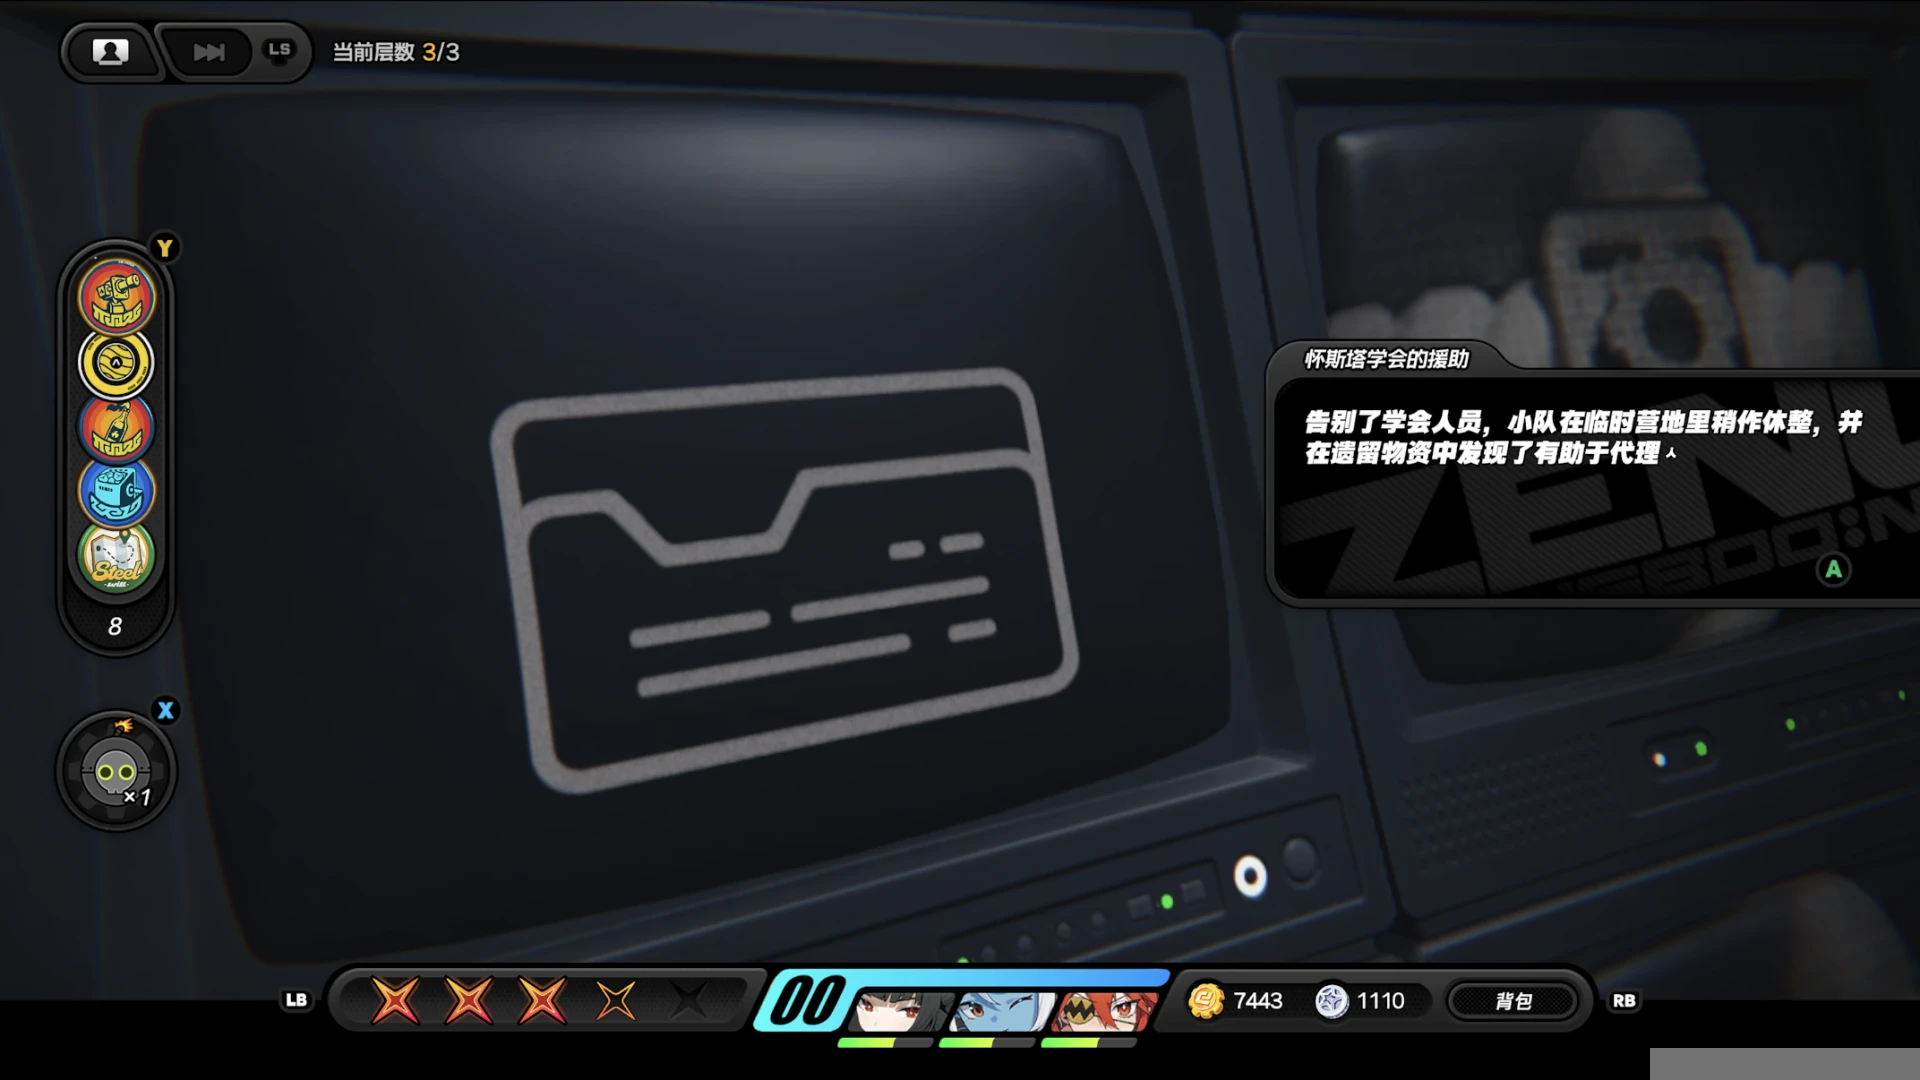 LS
当前层数 3/3
Y
Steel
8
X
×1
怀斯塔学会的援助
告别了学会人员，小队在临时营地里稍作休整，并
在遗留物资中发现了有助于代理
A
LB
00
7443
1110
背包
RB